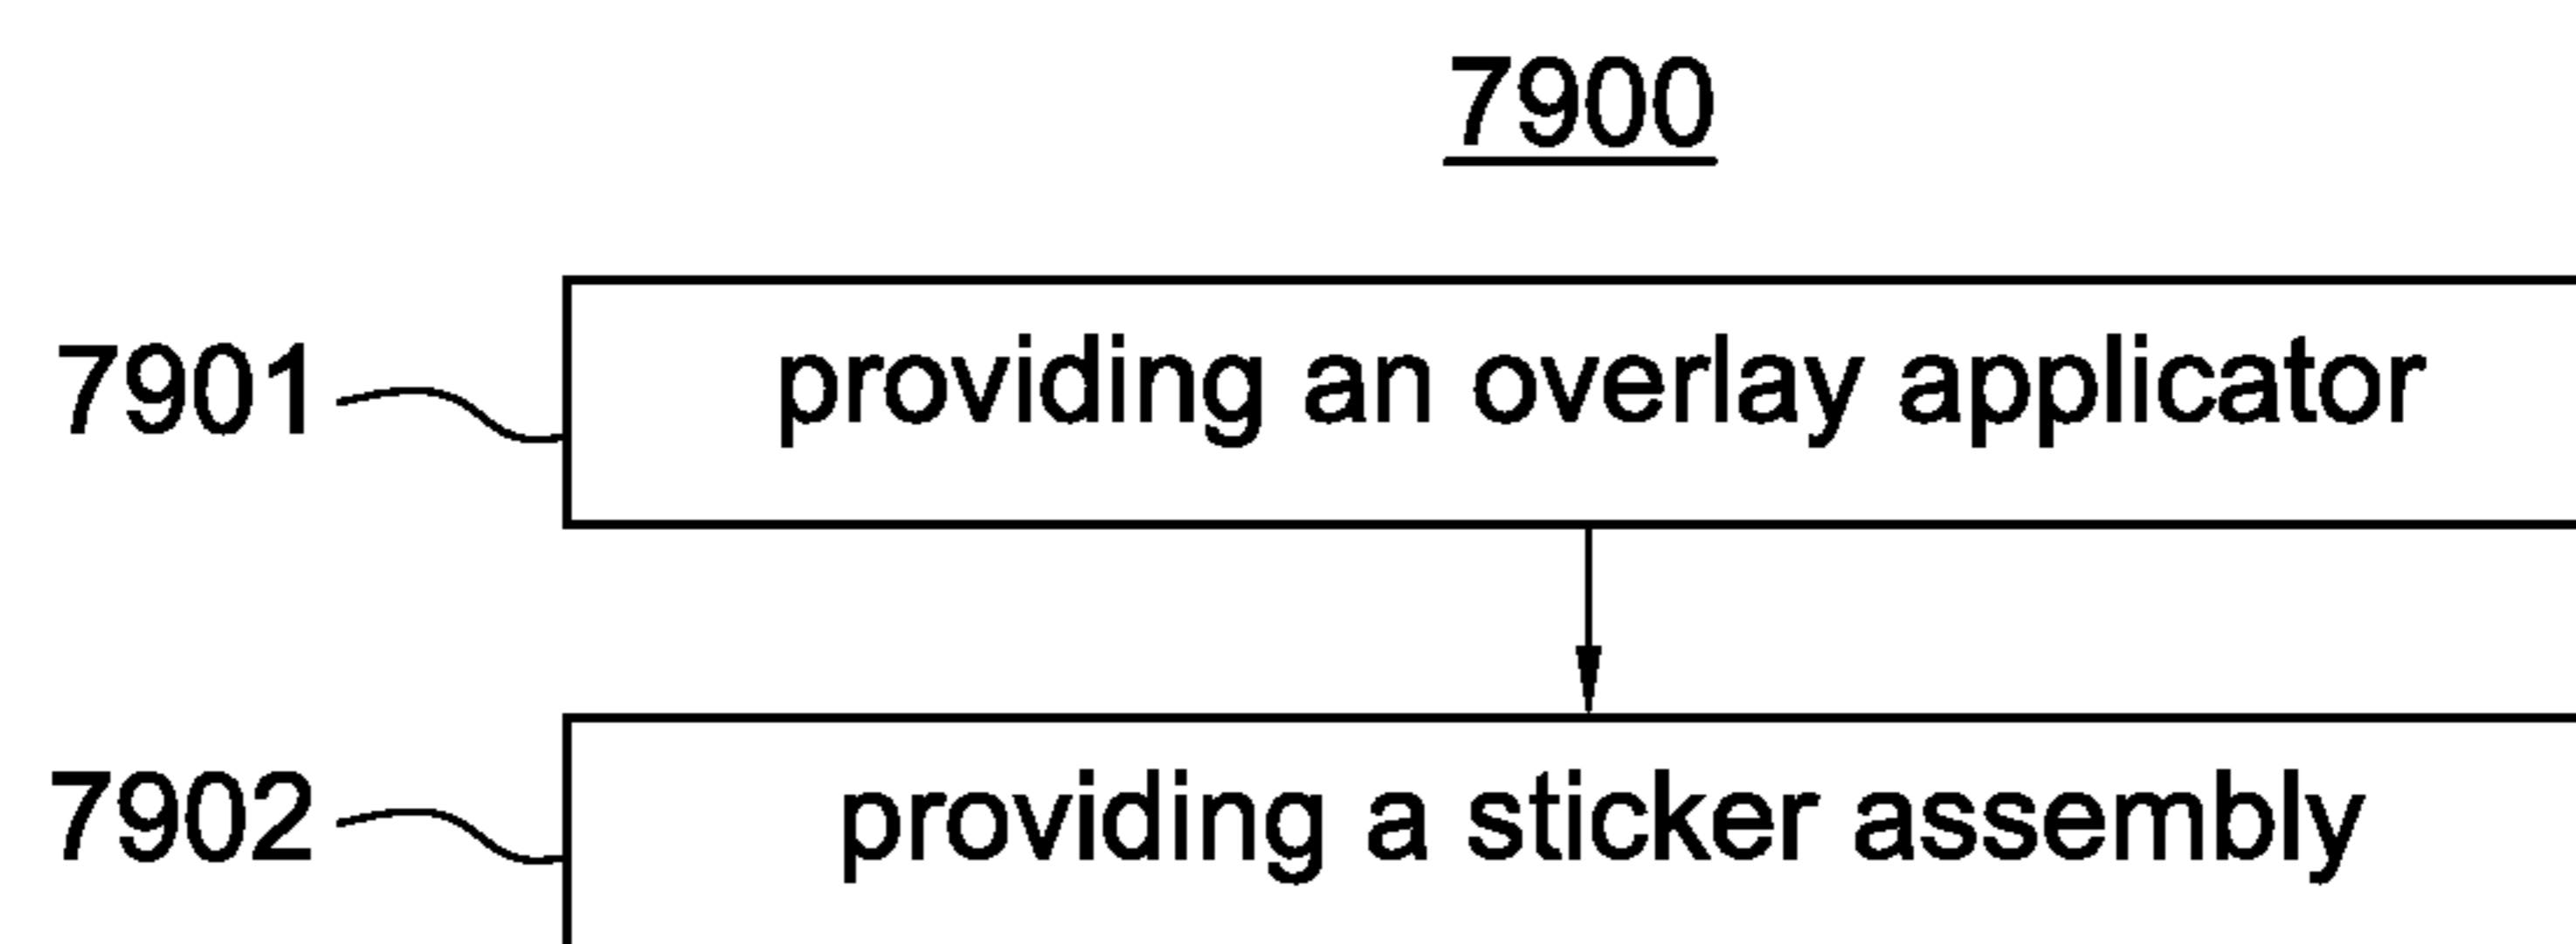 7900
7901 providing an overlay applicator
7902 providing a sticker assembly